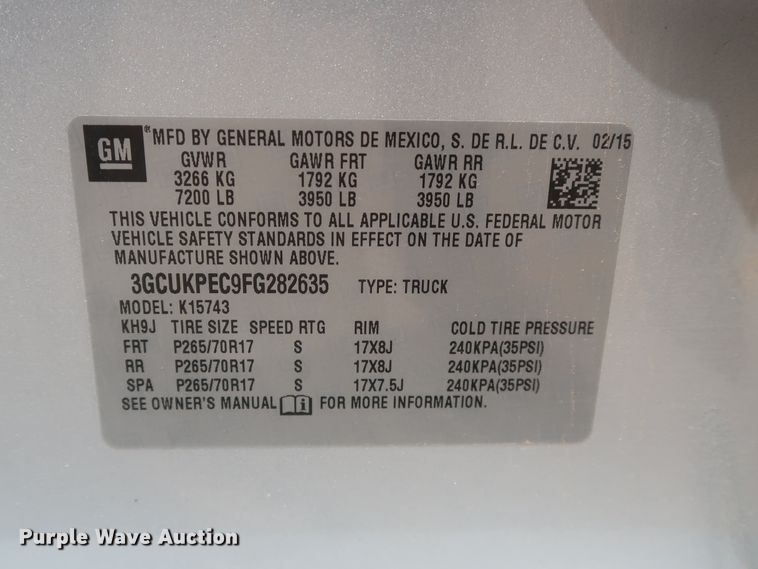 GM ® MFD BY GENERAL MOTORS DE MEXICO, S. DE R.L. DE C.V. 02/15
GVWR GAWR FRT GAWR RR
3266 KG 1792 KG 1792 KG
7200 LB 3950 LB 3950 LB
THIS VEHICLE CONFORMS TO ALL APPLICABLE U.S. FEDERAL MOTOR
VEHICLE SAFETY STANDARDS IN EFFECT ON THE DATE OF
MANUFACTURE SHOWN ABOVE.
3GCUKPEC9FG282635 TYPE: TRUCK
MODEL: K15743
KH9J TIRE SIZE SPEED RTG RIM COLD TIRE PRESSURE
FRT P265/70R17 S 17X8J 240KPA(35PSI)
RR P265/70R17 S 17X8J 240KPA(35PSI)
SPA P265/70R17 S 17X7.5J 240KPA(35PSI)
SEE OWNER'S MANUAL i FOR MORE INFORMATION.
Purple Wave Auction